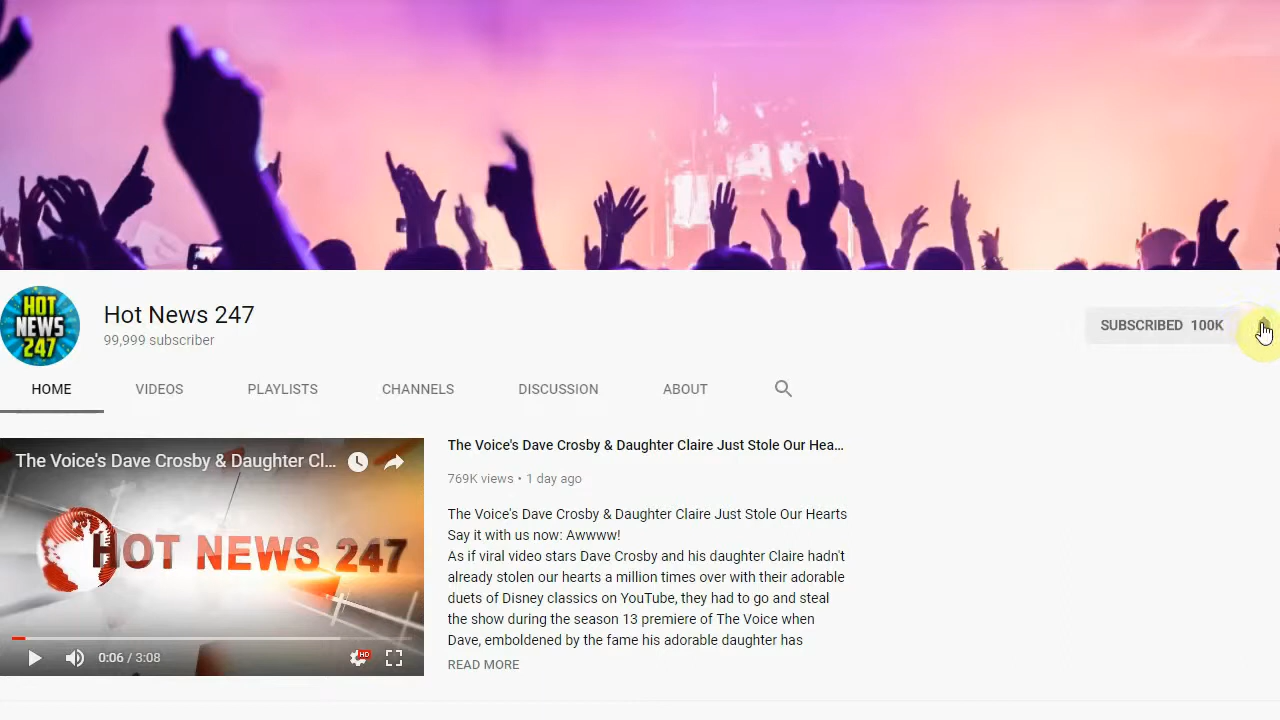 HOT
NEWS
247
Hot News 247
99,999 subscriber
SUBSCRIBED 100K
HOME VIDEOS PLAYLISTS CHANNELS DISCUSSION ABOUT
The Voice's Dave Crosby & Daughter Cl...
HOT NEWS 247
0:06 / 3:08
HD
The Voice's Dave Crosby & Daughter Claire Just Stole Our Hea...
769K views • 1 day ago
The Voice's Dave Crosby & Daughter Claire Just Stole Our Hearts
Say it with us now: Awwww!
As if viral video stars Dave Crosby and his daughter Claire hadn't
already stolen our hearts a million times over with their adorable
duets of Disney classics on YouTube, they had to go and steal
the show during the season 13 premiere of The Voice when
Dave, emboldened by the fame his adorable daughter has
READ MORE